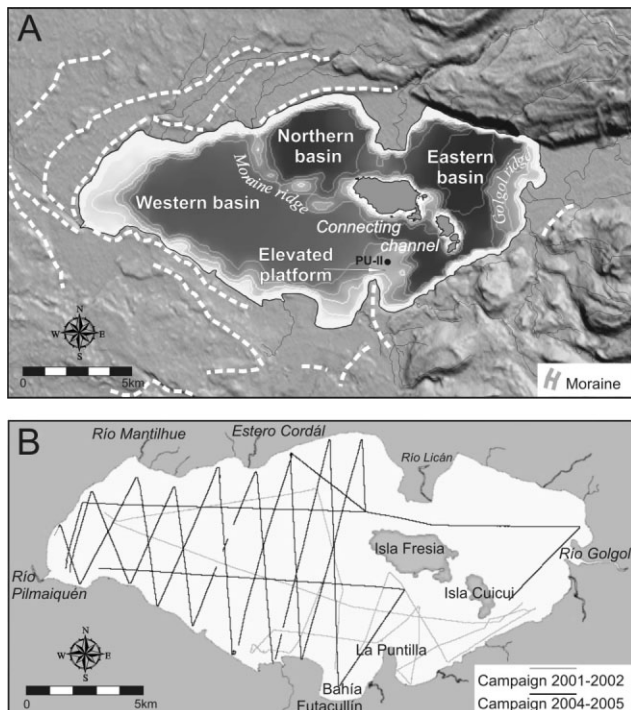 A
Northern
basin
Eastern
basin
Golgol ridge
Moraine ridge
Western basin
Connecting
channel
Elevated
platform
PU-II
N
W E
S
0 5km
Moraine
B
Río Mantilhue
Estero Cordál
Río Licán
Isla Fresia
Río Golgol
Río
Pilmaiquén
Isla Cuicui
La Puntilla
N
W E
S
0 5km
Bahía
Futacullín
Campaign 2001-2002
Campaign 2004-2005